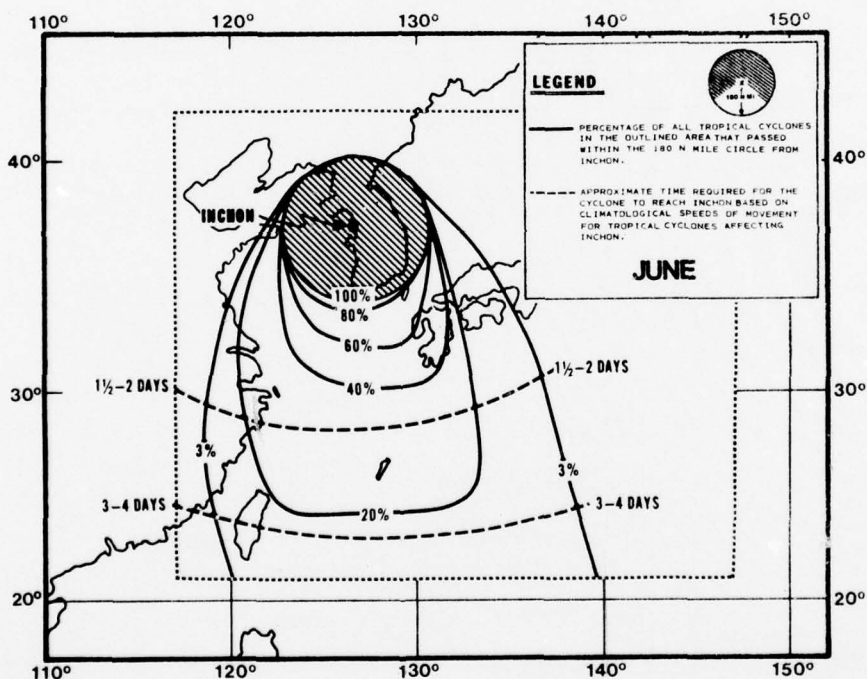 110°
120°
130°
140°
150°
LEGEND
180 N MI
PERCENTAGE OF ALL TROPICAL CYCLONES
IN THE OUTLINED AREA THAT PASSED
WITHIN THE 180 N MILE CIRCLE FROM
INCHON.
APPROXIMATE TIME REQUIRED FOR THE
CYCLONE TO REACH INCHON BASED ON
CLIMATOLOGICAL SPEEDS OF MOVEMENT
FOR TROPICAL CYCLONES AFFECTING
INCHON.
JUNE
40°
40°
INCHON
100%
80%
60%
40%
30°
30°
1½-2 DAYS
1½-2 DAYS
3%
3%
3-4 DAYS
3-4 DAYS
20%
20°
20°
110°
120°
130°
140°
150°